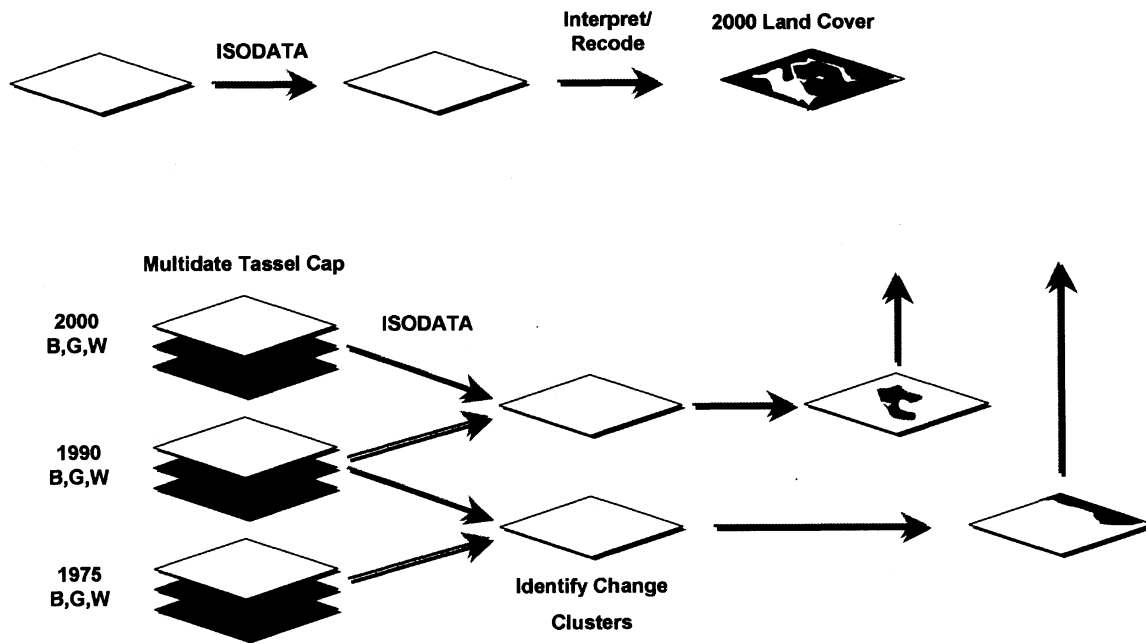 ISODATA
Interpret/
Recode
2000 Land Cover
Multidate Tassel Cap
2000
B,G,W
ISODATA
1990
B,G,W
1975
B,G,W
Identify Change
Clusters